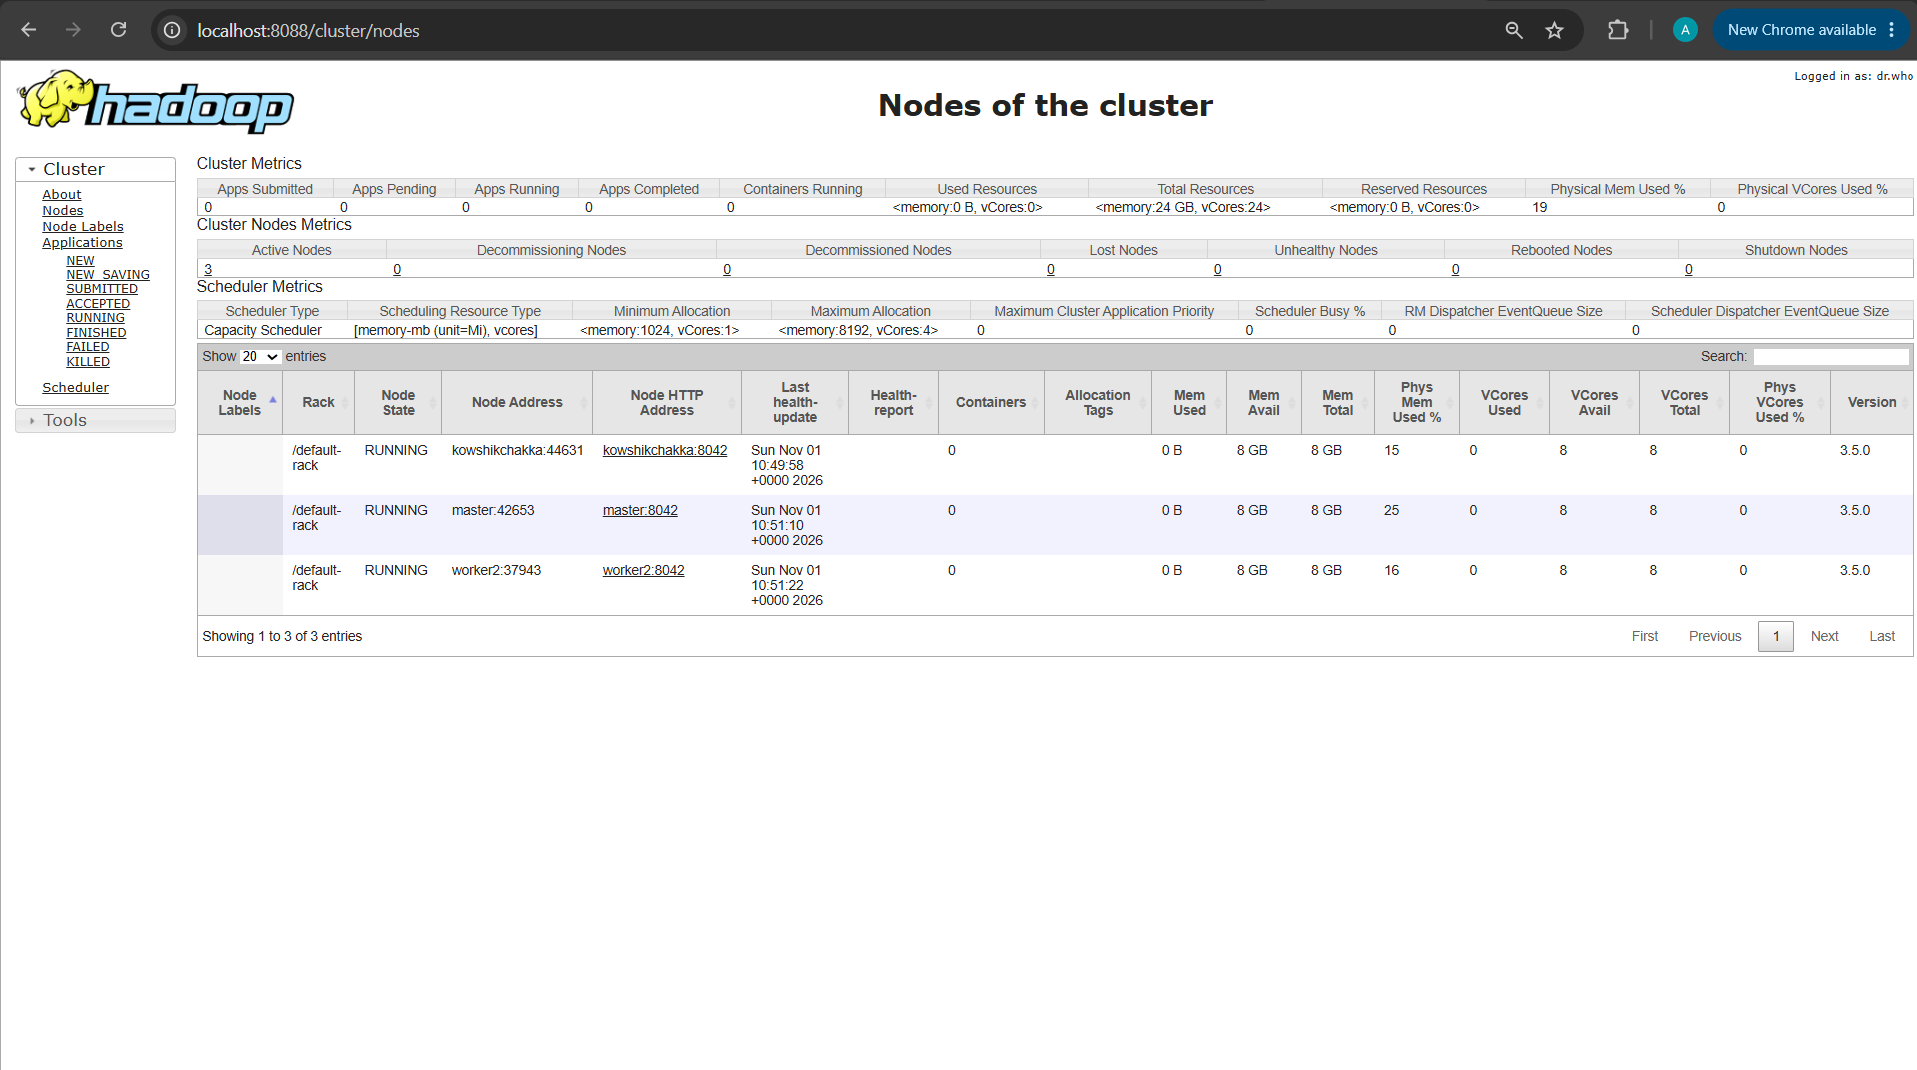 localhost:8088/cluster/nodes
A
New Chrome available
hadoop
Nodes of the cluster
Logged in as: dr.who
Cluster
About
Nodes
Node Labels
Applications
NEW
NEW_SAVING
SUBMITTED
ACCEPTED
RUNNING
FINISHED
FAILED
KILLED
Scheduler
Tools
Cluster Metrics
Apps Submitted Apps Pending Apps Running Apps Completed Containers Running Used Resources Total Resources Reserved Resources Physical Mem Used % Physical VCores Used %
0 0 0 0 0 <memory:0 B, vCores:0> <memory:24 GB, vCores:24> <memory:0 B, vCores:0> 19 0
Cluster Nodes Metrics
Active Nodes Decommissioning Nodes Decommissioned Nodes Lost Nodes Unhealthy Nodes Rebooted Nodes Shutdown Nodes
3 0 0 0 0 0 0
Scheduler Metrics
Scheduler Type Scheduling Resource Type Minimum Allocation Maximum Allocation Maximum Cluster Application Priority Scheduler Busy % RM Dispatcher EventQueue Size Scheduler Dispatcher EventQueue Size
Capacity Scheduler [memory-mb (unit=Mi), vcores] <memory:1024, vCores:1> <memory:8192, vCores:4> 0 0 0 0
Show 20 entries Search:
Node Labels Rack Node State Node Address Node HTTP Address Last health-update Health-report Containers Allocation Tags Mem Used Mem Avail Mem Total Phys Mem Used % VCores Used VCores Avail VCores Total Phys VCores Used % Version
/default-rack RUNNING kowshikchakka:44631 kowshikchakka:8042 Sun Nov 01 10:49:58 +0000 2026 0 0 B 8 GB 8 GB 15 0 8 8 0 3.5.0
/default-rack RUNNING master:42653 master:8042 Sun Nov 01 10:51:10 +0000 2026 0 0 B 8 GB 8 GB 25 0 8 8 0 3.5.0
/default-rack RUNNING worker2:37943 worker2:8042 Sun Nov 01 10:51:22 +0000 2026 0 0 B 8 GB 8 GB 16 0 8 8 0 3.5.0
Showing 1 to 3 of 3 entries First Previous 1 Next Last